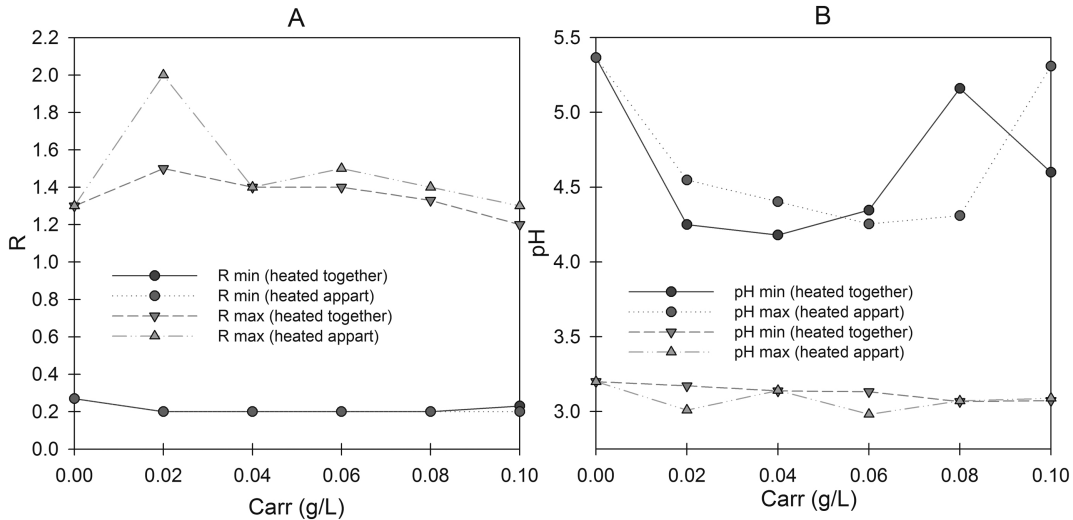 A
R
2.2
2.0
1.8
1.6
1.4
1.2
1.0
0.8
0.6
0.4
0.2
0.0
R min (heated together)
R min (heated appart)
R max (heated together)
R max (heated appart)
0.00 0.02 0.04 0.06 0.08 0.10
Carr (g/L)
B
pH
5.5
5.0
4.5
4.0
3.5
3.0
pH min (heated together)
pH max (heated appart)
pH min (heated together)
pH max (heated appart)
0.00 0.02 0.04 0.06 0.08 0.10
Carr (g/L)